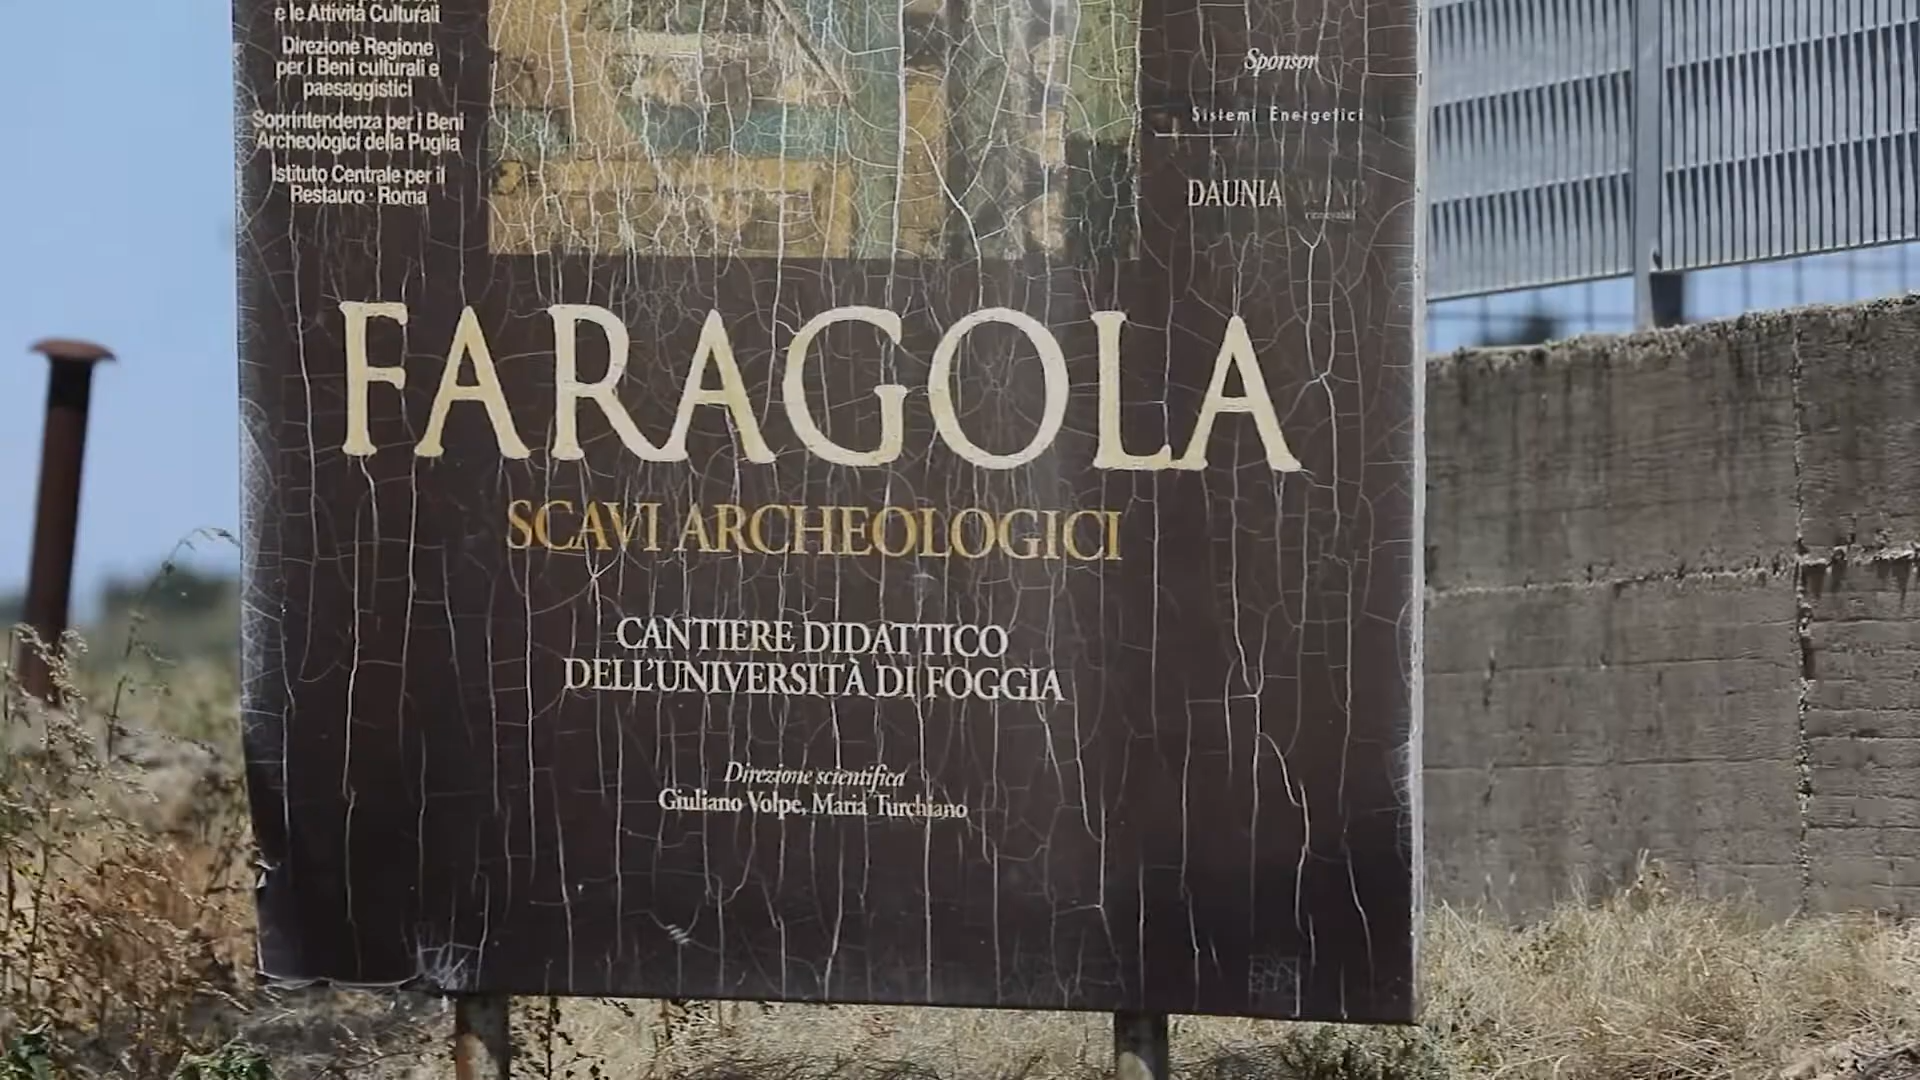 e le Attività Culturali
Direzione Regione
per i Beni culturali e
paesaggistici
Soprintendenza per i Beni
Archeologici della Puglia
Istituto Centrale per il
Restauro · Roma
Sponsor
Sistemi Energetici
DAUNIA WIND
FARAGOLA
SCAVI ARCHEOLOGICI
CANTIERE DIDATTICO
DELL'UNIVERSITÀ DI FOGGIA
Direzione scientifica
Giuliano Volpe, Maria Turchiano